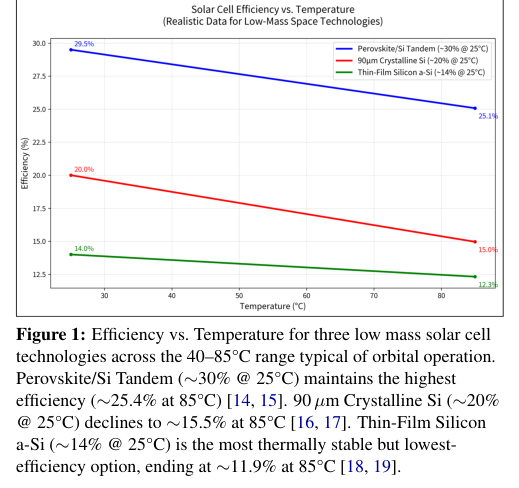 Solar Cell Efficiency vs. Temperature
(Realistic Data for Low-Mass Space Technologies)
30.0
27.5
25.0
22.5
20.0
17.5
15.0
12.5
Efficiency (%)
29.5%
25.1%
20.0%
15.0%
14.0%
12.3%
Perovskite/Si Tandem (~30% @ 25°C)
90μm Crystalline Si (~20% @ 25°C)
Thin-Film Silicon a-Si (~14% @ 25°C)
30 40 50 60 70 80
Temperature (°C)
Figure 1: Efficiency vs. Temperature for three low mass solar cell
technologies across the 40–85°C range typical of orbital operation.
Perovskite/Si Tandem (∼30% @ 25°C) maintains the highest
efficiency (∼25.4% at 85°C) [14, 15]. 90 μm Crystalline Si (∼20%
@ 25°C) declines to ∼15.5% at 85°C [16, 17]. Thin-Film Silicon
a-Si (∼14% @ 25°C) is the most thermally stable but lowest-
efficiency option, ending at ∼11.9% at 85°C [18, 19].